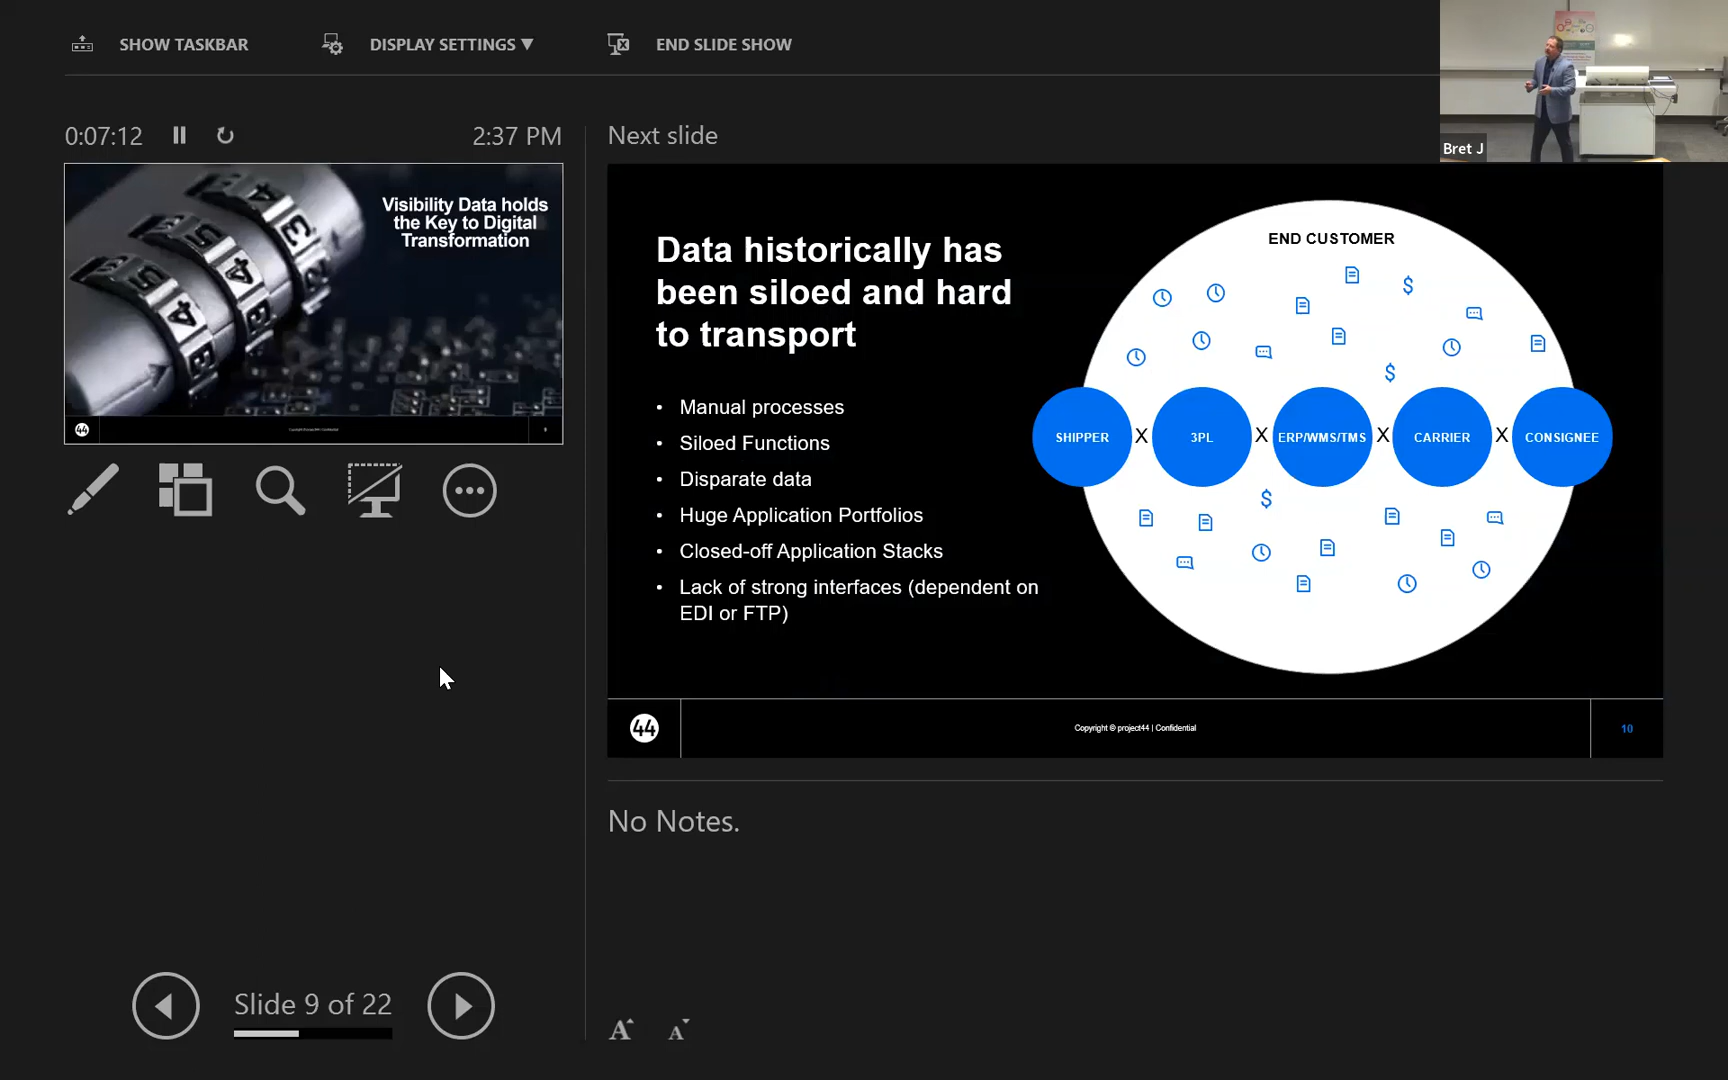 SHOW TASKBAR
DISPLAY SETTINGS ▼
END SLIDE SHOW
Bret J
0:07:12
2:37 PM
Visibility Data holds
the Key to Digital
Transformation
44
Next slide
Data historically has
been siloed and hard
to transport
• Manual processes
• Siloed Functions
• Disparate data
• Huge Application Portfolios
• Closed-off Application Stacks
• Lack of strong interfaces (dependent on
EDI or FTP)
END CUSTOMER
SHIPPER X 3PL X ERP/WMS/TMS X CARRIER X CONSIGNEE
44
Copyright © project44 | Confidential
10
No Notes.
Slide 9 of 22
A A